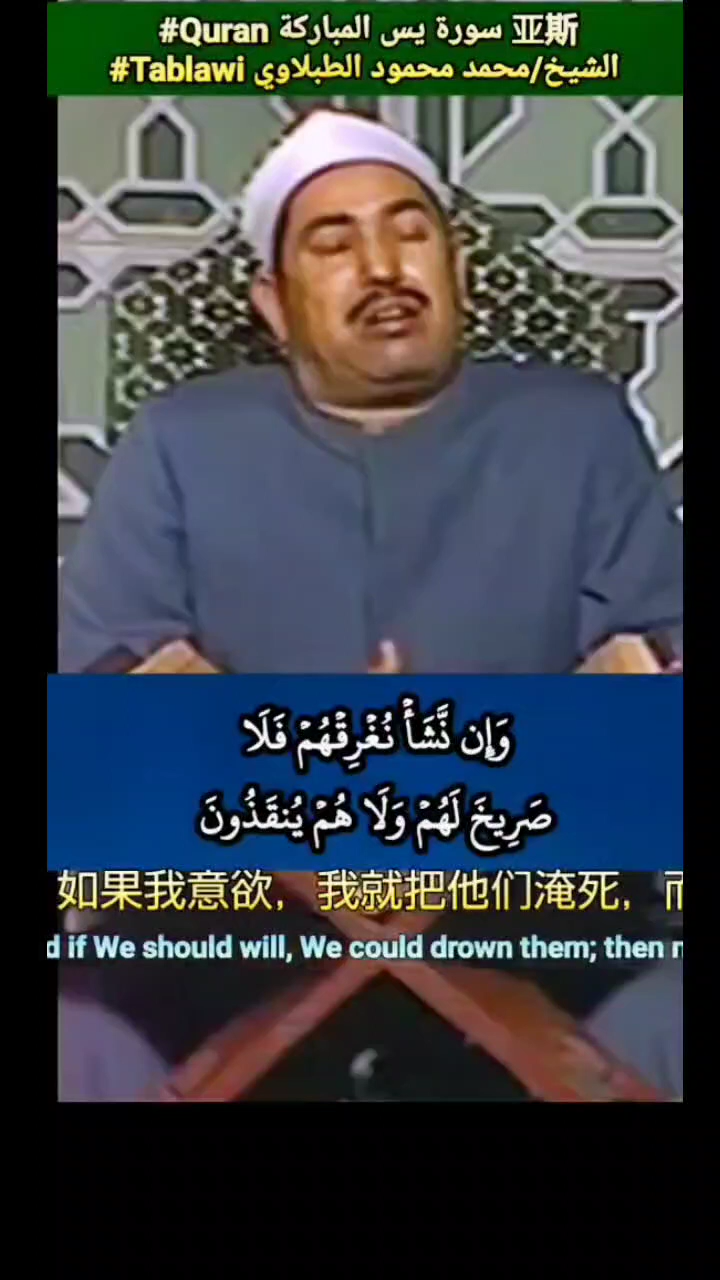 #Quran سورة يس المباركة 亚斯
#Tablawi الشيخ/محمد محمود الطبلاوي
وَإِن نَّشَأۡ نُغۡرِقۡهُمۡ فَلَا
صَرِيخَ لَهُمۡ وَلَا هُمۡ يُنقَذُونَ
如果我意欲，我就把他们淹死，
if We should will, We could drown them; then